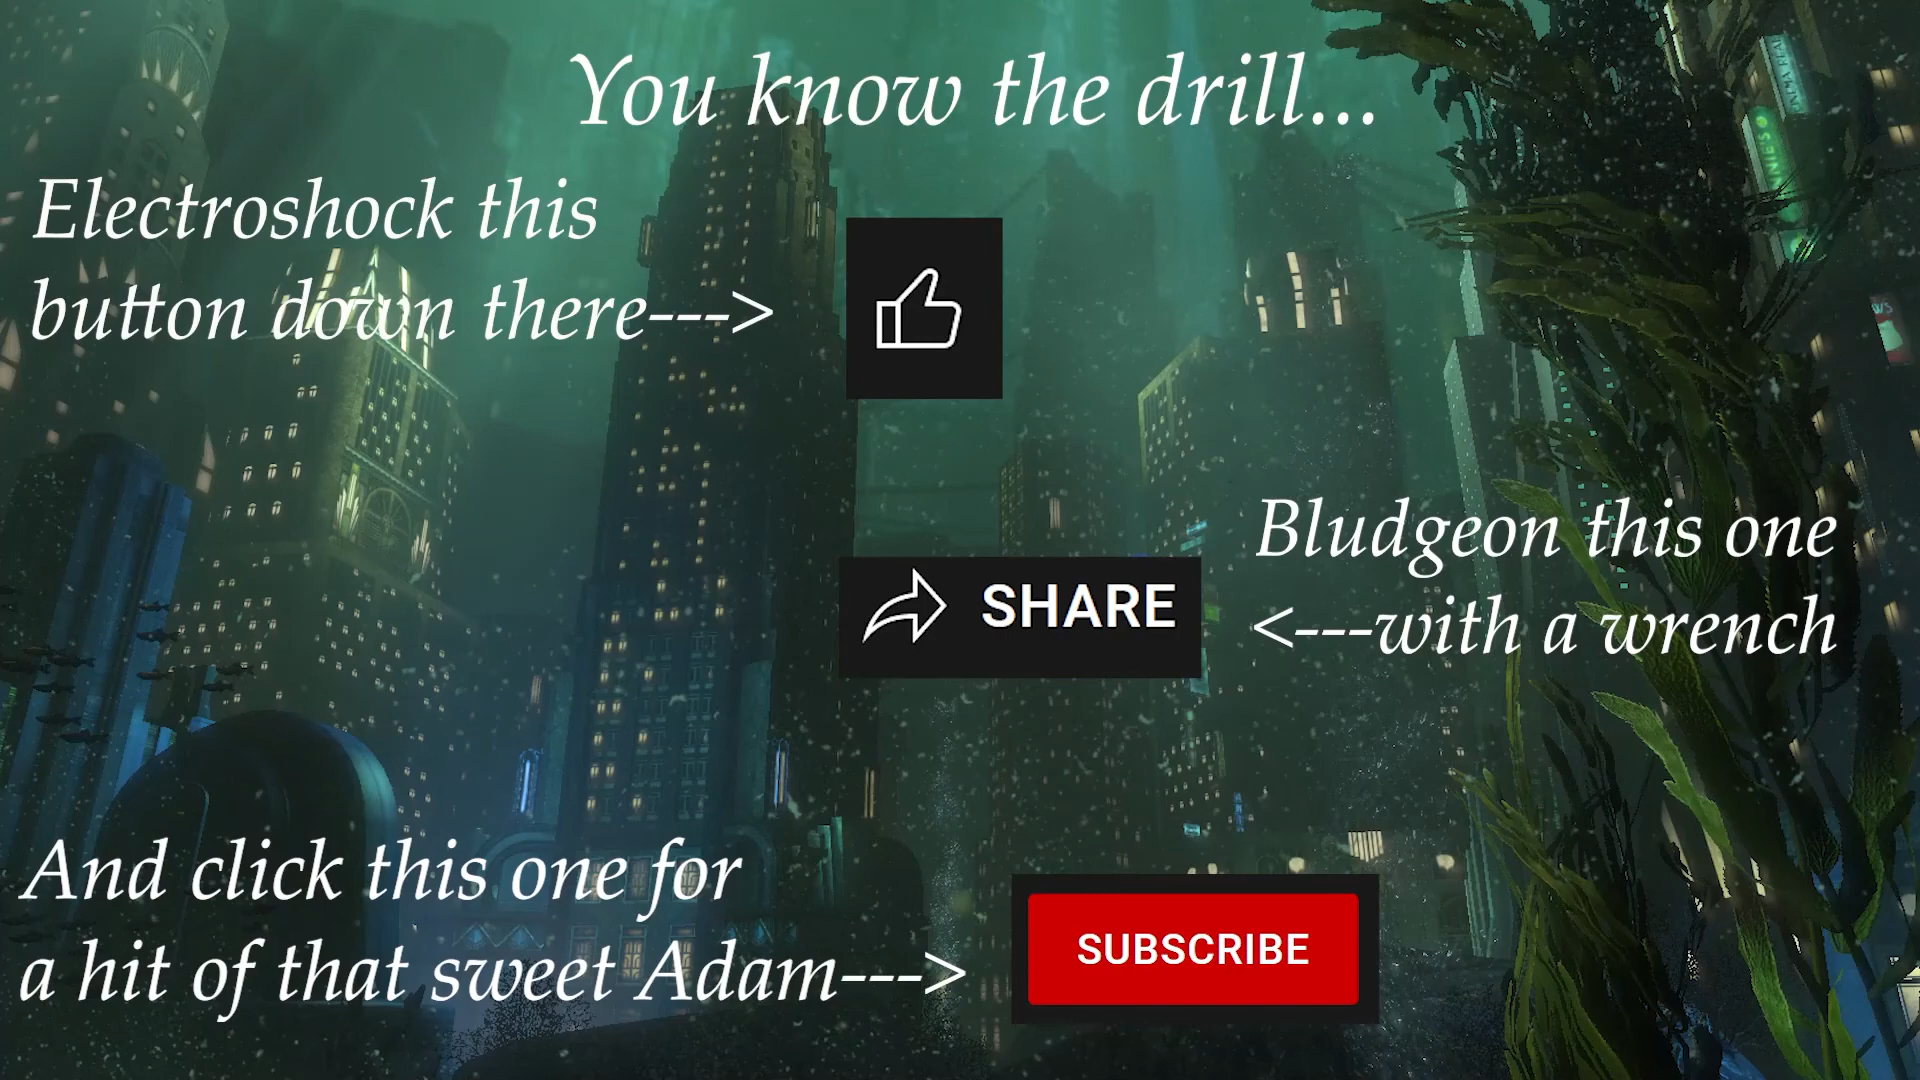 You know the drill...
Electroshock this
button down there--->
Bludgeon this one
SHARE
<---with a wrench
And click this one for
a hit of that sweet Adam--->
SUBSCRIBE